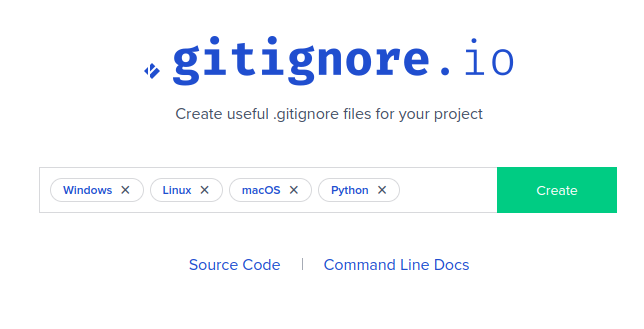 gitignore.io
Create useful .gitignore files for your project
Windows × Linux × macOS × Python × Create
Source Code | Command Line Docs